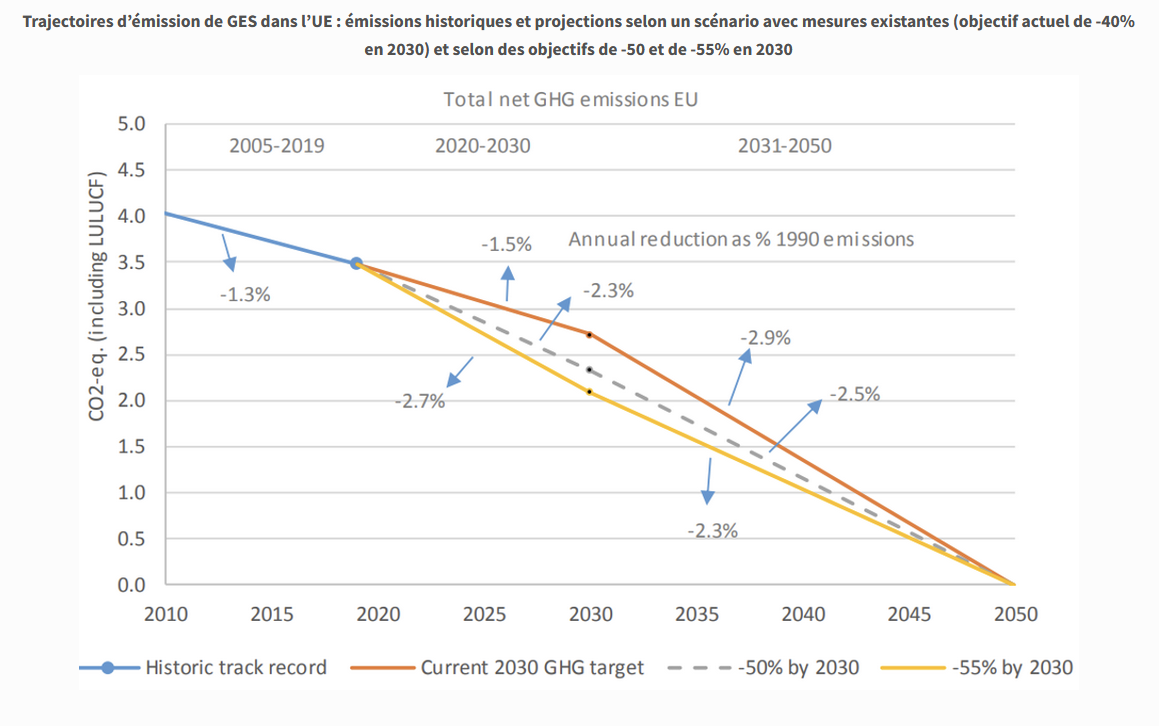 Trajectoires d’émission de GES dans l’UE : émissions historiques et projections selon un scénario avec mesures existantes (objectif actuel de -40%
en 2030) et selon des objectifs de -50 et de -55% en 2030
Total net GHG emissions EU
CO2-eq. (including LULUCF)
5.0
4.5
4.0
3.5
3.0
2.5
2.0
1.5
1.0
0.5
0.0
2005-2019 2020-2030 2031-2050
Annual reduction as % 1990 emissions
-1.3%
-1.5%
-2.3%
-2.7%
-2.9%
-2.5%
-2.3%
2010 2015 2020 2025 2030 2035 2040 2045 2050
Historic track record Current 2030 GHG target -50% by 2030 -55% by 2030